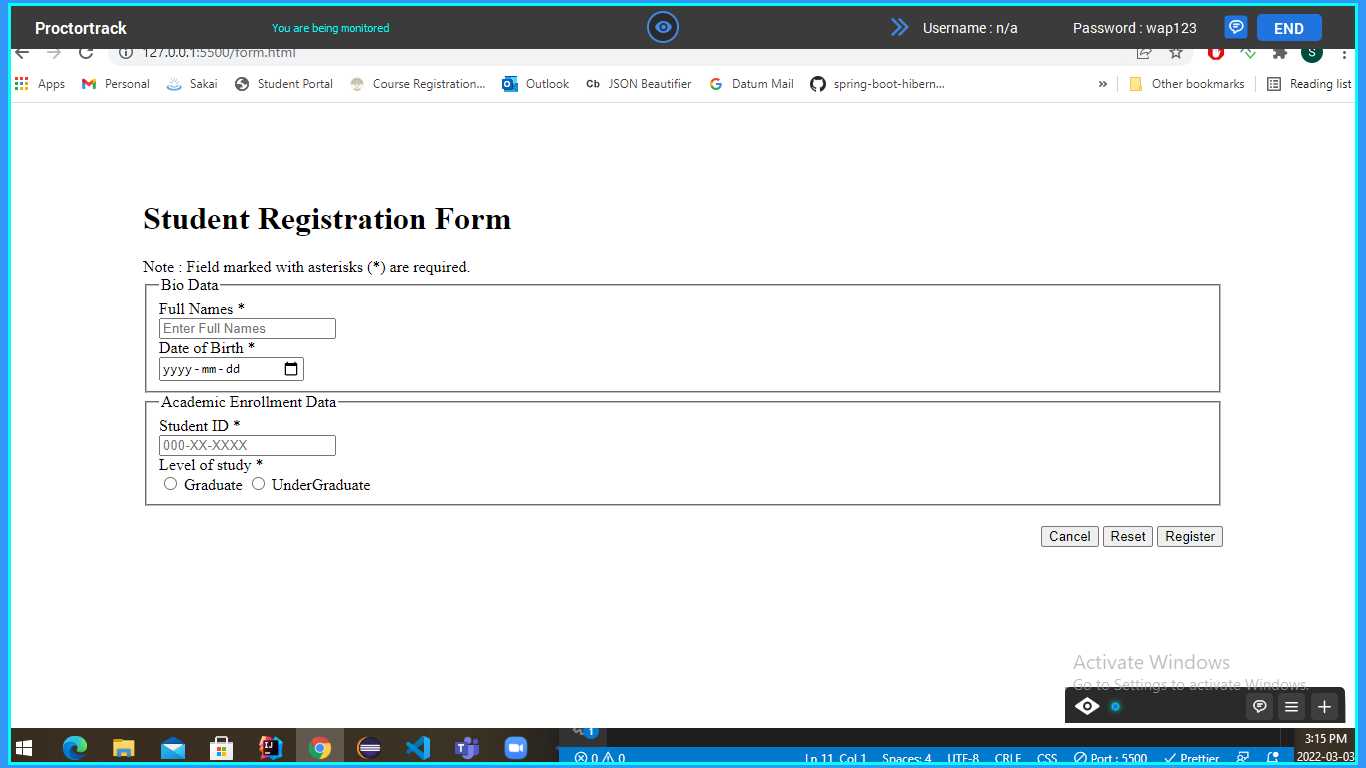 Proctortrack You are being monitored Username : n/a Password : wap123 END
127.0.0.1:5500/form.html S
Apps Personal Sakai Student Portal Course Registration... Outlook Cb JSON Beautifier Datum Mail spring-boot-hibern... » Other bookmarks Reading list
Student Registration Form
Note : Field marked with asterisks (*) are required.
Bio Data
Full Names *
Enter Full Names
Date of Birth *
yyyy-mm-dd
Academic Enrollment Data
Student ID *
000-XX-XXXX
Level of study *
Graduate UnderGraduate
Cancel Reset Register
Activate Windows
Go to Settings to activate Windows.
1
3:15 PM
0 0 Ln 11, Col 1 Spaces: 4 UTF-8 CRLF CSS Port : 5500 Prettier 2022-03-03